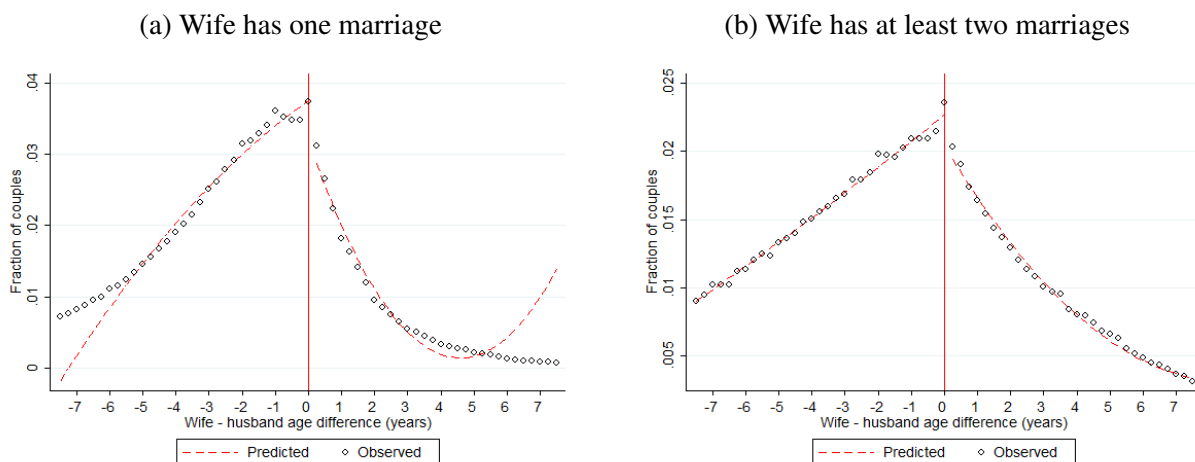 (a) Wife has one marriage
Fraction of couples
0 .01 .02 .03 .04
-7 -6 -5 -4 -3 -2 -1 0 1 2 3 4 5 6 7
Wife - husband age difference (years)
Predicted Observed
(b) Wife has at least two marriages
Fraction of couples
.005 .01 .015 .02 .025
-7 -6 -5 -4 -3 -2 -1 0 1 2 3 4 5 6 7
Wife - husband age difference (years)
Predicted Observed